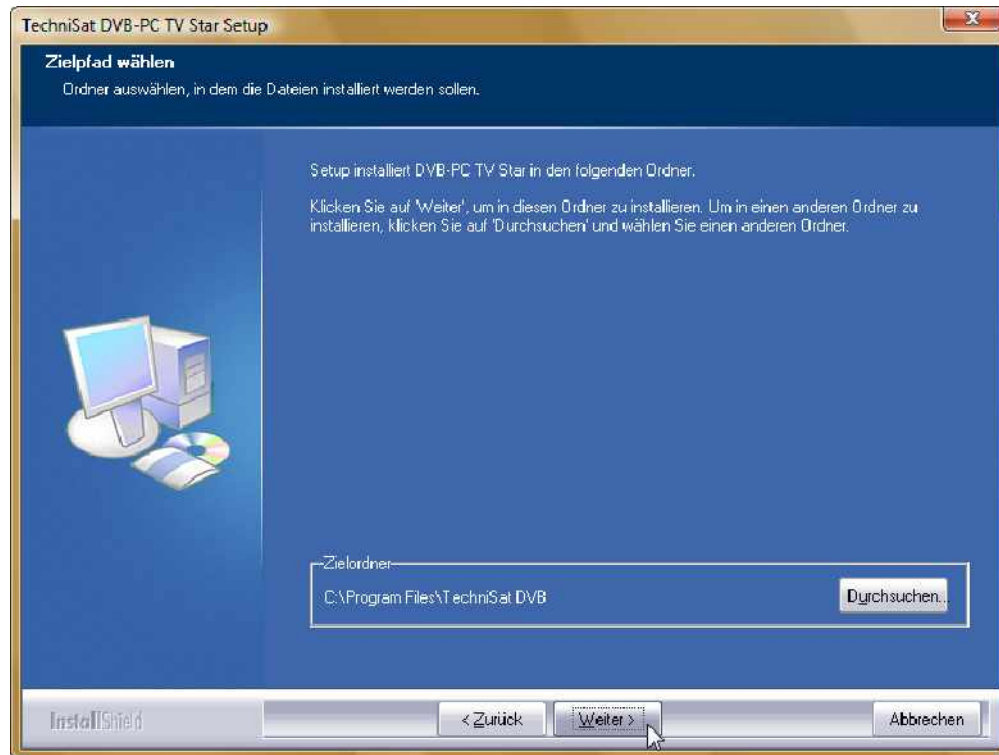 TechniSat DVB-PC TV Star Setup
Zielpfad wählen
Ordner auswählen, in dem die Dateien installiert werden sollen.
Setup installiert DVB-PC TV Star in den folgenden Ordner.
Klicken Sie auf 'Weiter', um in diesen Ordner zu installieren. Um in einen anderen Ordner zu
installieren, klicken Sie auf 'Durchsuchen' und wählen Sie einen anderen Ordner.
Zielordner
C:\Program Files\TechniSat DVB
Durchsuchen...
InstallShield
< Zurück
Weiter >
Abbrechen